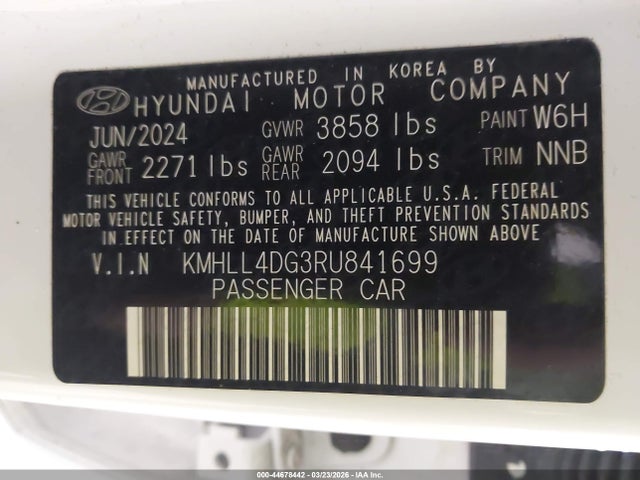 MANUFACTURED IN KOREA BY
HYUNDAI MOTOR COMPANY
JUN/2024 GVWR 3858 lbs PAINT W6H
GAWR FRONT 2271 lbs GAWR REAR 2094 lbs TRIM NNB
THIS VEHICLE CONFORMS TO ALL APPLICABLE U.S.A. FEDERAL
MOTOR VEHICLE SAFETY, BUMPER, AND THEFT PREVENTION STANDARDS
IN EFFECT ON THE DATE OF MANUFACTURE SHOWN ABOVE
V.I.N KMHLL4DG3RU841699
PASSENGER CAR
000-44678442 - 03/23/2026 - IAA, Inc.